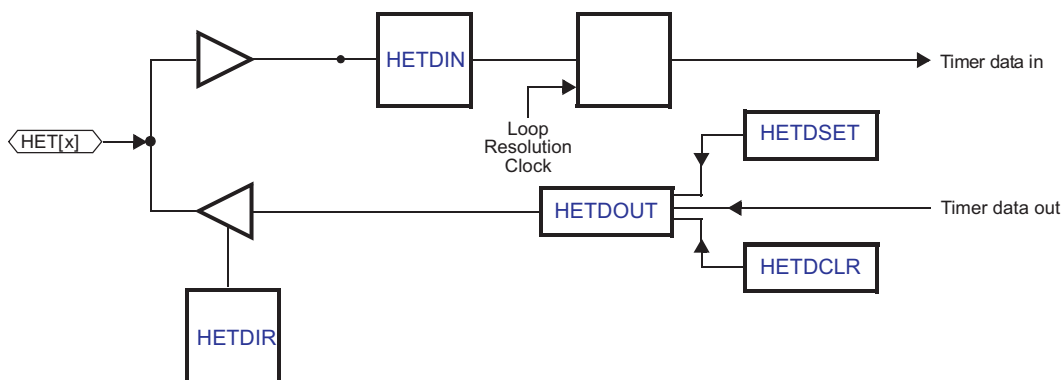 HETDIN
Timer data in
HET[x]
Loop
Resolution
Clock
HETDSET
HETDOUT
Timer data out
HETDCLR
HETDIR